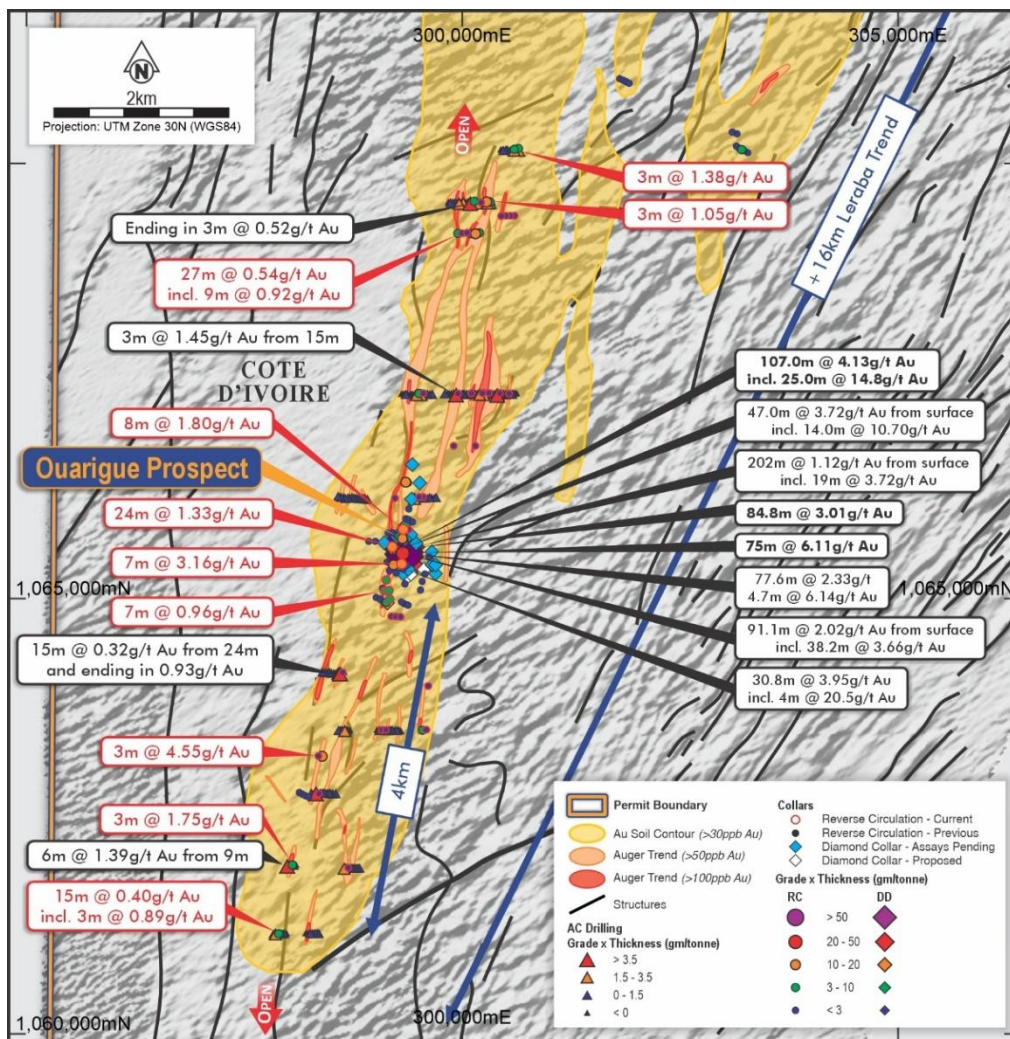 300,000mE
305,000mE
N
2km
Projection: UTM Zone 30N (WGS84)
OPEN
3m @ 1.38g/t Au
3m @ 1.05g/t Au
+ 16km Leraba Trend
Ending in 3m @ 0.52g/t Au
27m @ 0.54g/t Au
incl. 9m @ 0.92g/t Au
3m @ 1.45g/t Au from 15m
COTE
D'IVOIRE
8m @ 1.80g/t Au
Ouarigue Prospect
24m @ 1.33g/t Au
7m @ 3.16g/t Au
7m @ 0.96g/t Au
1,065,000mN
1,065,000mN
107.0m @ 4.13g/t Au
incl. 25.0m @ 14.8g/t Au
47.0m @ 3.72g/t Au from surface
incl. 14.0m @ 10.70g/t Au
202m @ 1.12g/t Au from surface
incl. 19m @ 3.72g/t Au
84.8m @ 3.01g/t Au
75m @ 6.11g/t Au
77.6m @ 2.33g/t
4.7m @ 6.14g/t Au
91.1m @ 2.02g/t Au from surface
incl. 38.2m @ 3.66g/t Au
30.8m @ 3.95g/t Au
incl. 4m @ 20.5g/t Au
15m @ 0.32g/t Au from 24m
and ending in 0.93g/t Au
3m @ 4.55g/t Au
4km
3m @ 1.75g/t Au
6m @ 1.39g/t Au from 9m
15m @ 0.40g/t Au
incl. 3m @ 0.89g/t Au
OPEN
1,060,000mN
300,000mE
Permit Boundary
Au Soil Contour (>30ppb Au)
Auger Trend (>50ppb Au)
Auger Trend (>100ppb Au)
Structures
AC Drilling
Grade x Thickness (gm/tonne)
> 3.5
1.5 - 3.5
0 - 1.5
< 0
Collars
Reverse Circulation - Current
Reverse Circulation - Previous
Diamond Collar - Assays Pending
Diamond Collar - Proposed
Grade x Thickness (gm/tonne)
RC DD
> 50
20 - 50
10 - 20
3 - 10
< 3